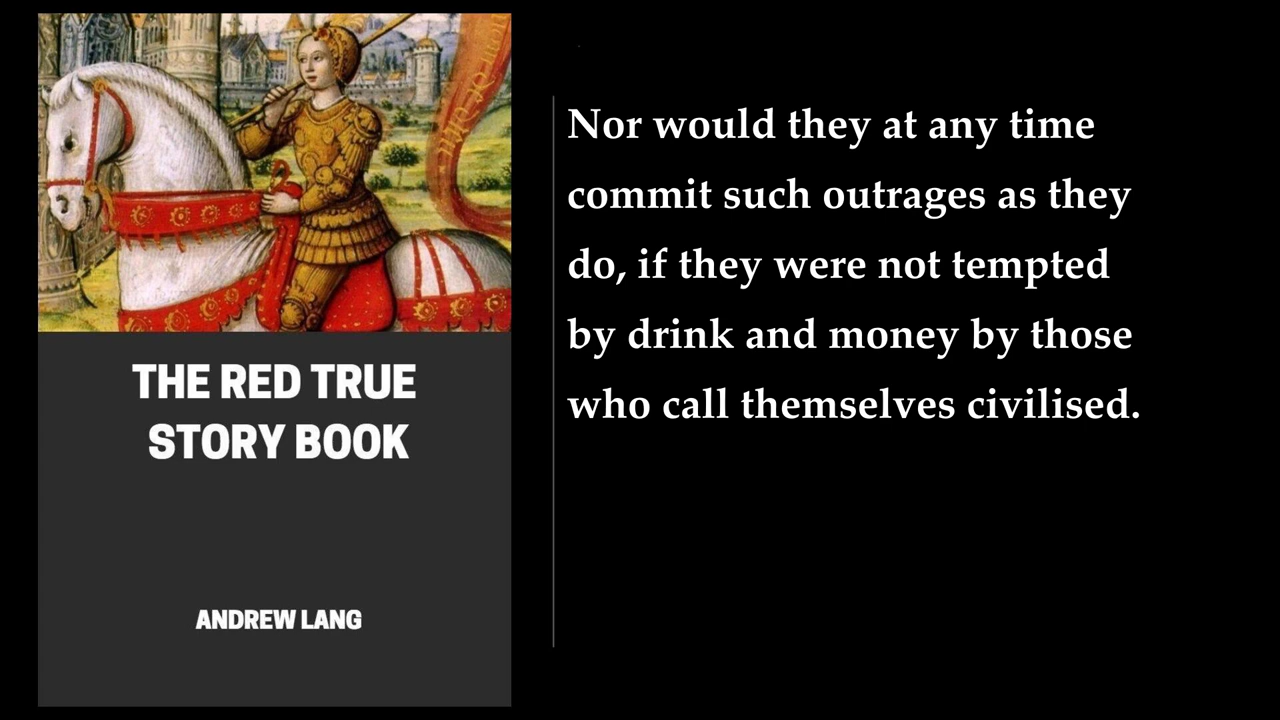 THE RED TRUE
STORY BOOK
ANDREW LANG
Nor would they at any time
commit such outrages as they
do, if they were not tempted
by drink and money by those
who call themselves civilised.